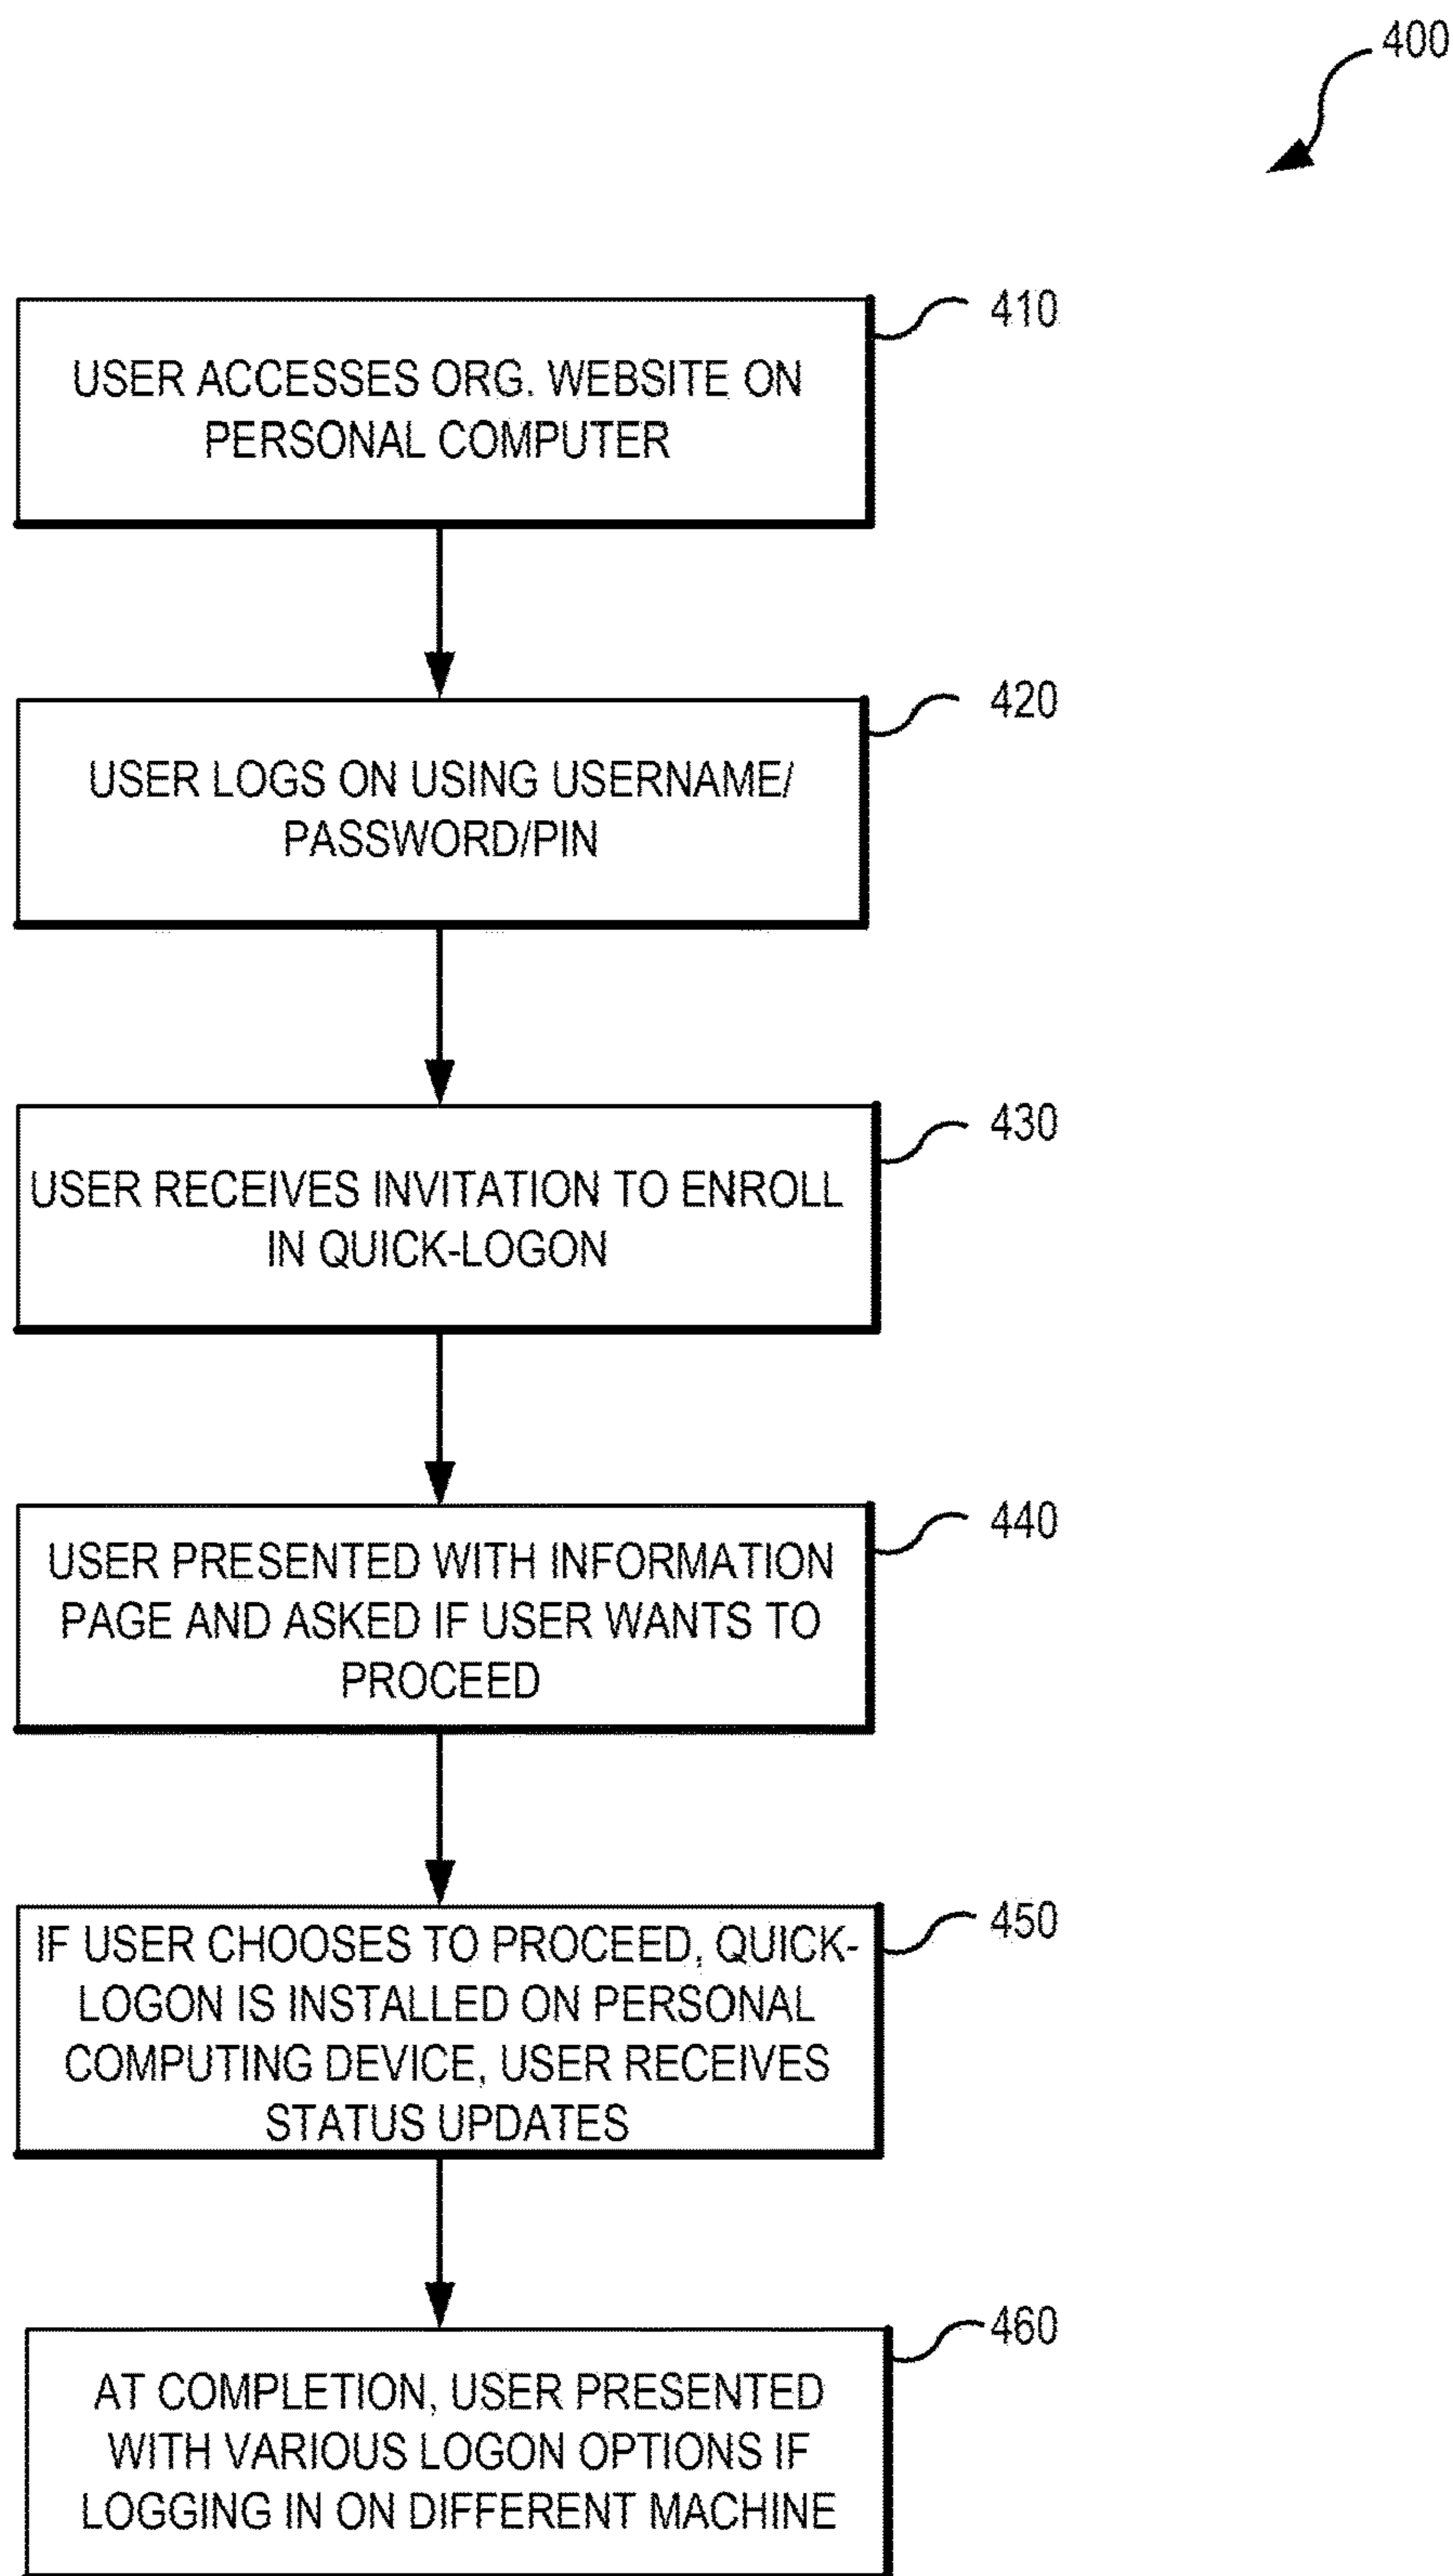 400
410
USER ACCESSES ORG. WEBSITE ON
PERSONAL COMPUTER
420
USER LOGS ON USING USERNAME/
PASSWORD/PIN
430
USER RECEIVES INVITATION TO ENROLL
IN QUICK-LOGON
440
USER PRESENTED WITH INFORMATION
PAGE AND ASKED IF USER WANTS TO
PROCEED
450
IF USER CHOOSES TO PROCEED, QUICK-
LOGON IS INSTALLED ON PERSONAL
COMPUTING DEVICE, USER RECEIVES
STATUS UPDATES
460
AT COMPLETION, USER PRESENTED
WITH VARIOUS LOGON OPTIONS IF
LOGGING IN ON DIFFERENT MACHINE